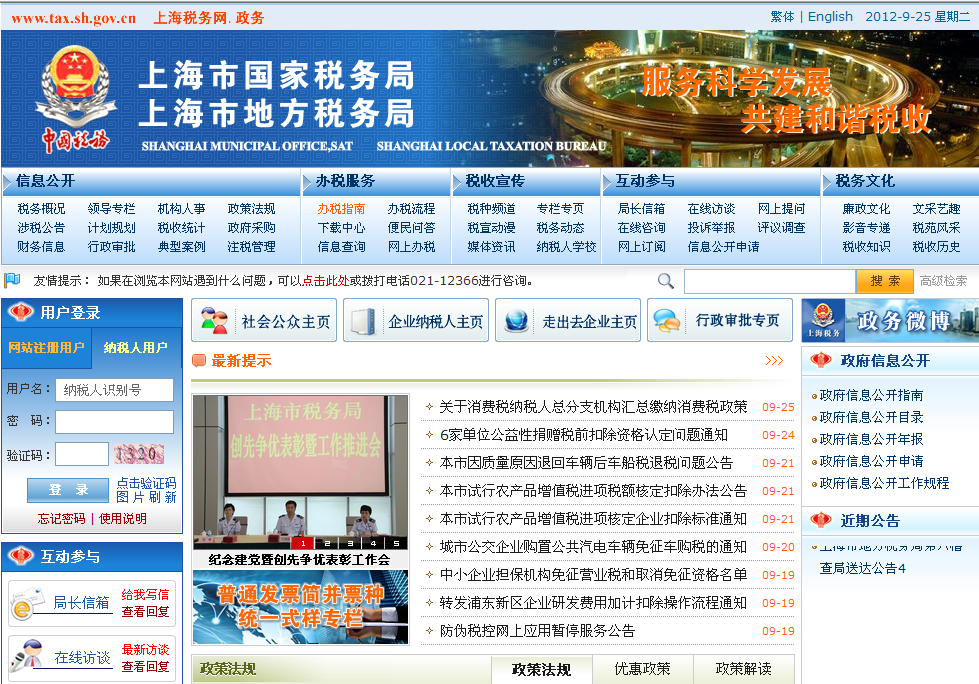 www.tax.sh.gov.cn 上海税务网. 政务
繁体 | English 2012-9-25 星期二
上海市国家税务局
上海市地方税务局
SHANGHAI MUNICIPAL OFFICE,SAT SHANGHAI LOCAL TAXATION BUREAU
中国税务
服务科学发展
共建和谐税收
信息公开 办税服务 税收宣传 互动参与 税务文化
税务概况 领导专栏 机构人事 政策法规 办税指南 办税流程 税种频道 专栏专页 局长信箱 在线访谈 网上提问 廉政文化 文采艺趣
涉税公告 计划规划 税收统计 政府采购 下载中心 便民问答 税宣动漫 税务动态 在线咨询 投诉举报 评议调查 影音专递 税苑风采
财务信息 行政审批 典型案例 注税管理 信息查询 网上办税 媒体资讯 纳税人学校 网上订阅 信息公开申请 税收知识 税收历史
友情提示： 如果在浏览本网站遇到什么问题，可以点击此处或拨打电话021-12366进行咨询。
搜 索 高级检索
用户登录
网站注册用户 纳税人用户
用户名： 纳税人识别号
密 码：
验证码： 1320
登 录 点击验证码
图 片 刷 新
忘记密码 | 使用说明
互动参与
局长信箱 给我写信
查看回复
在线访谈 最新访谈
查看回复
社会公众主页 企业纳税人主页 走出去企业主页 行政审批专页
最新提示 >>>
上海市税务局
创先争优表彰暨工作推进会
1 2 3 4 5
纪念建党暨创先争优表彰工作会
普通发票简并票种
统一式样专栏
关于消费税纳税人总分支机构汇总缴纳消费税政策 09-25
6家单位公益性捐赠税前扣除资格认定问题通知 09-24
本市因质量原因退回车辆后车船税退税问题公告 09-21
本市试行农产品增值税进项税额核定扣除办法公告 09-21
本市试行农产品增值税进项核定企业扣除标准通知 09-21
城市公交企业购置公共汽电车辆免征车购税的通知 09-20
中小企业担保机构免征营业税和取消免征资格名单 09-19
转发浦东新区企业研发费用加计扣除操作流程通知 09-19
防伪税控网上应用暂停服务公告 09-19
政策法规 政策法规 优惠政策 政策解读
上海税务 政务微博
政府信息公开
政府信息公开指南
政府信息公开目录
政府信息公开年报
政府信息公开申请
政府信息公开工作规程
近期公告
上海市地方税务局第六稽
查局送达公告4